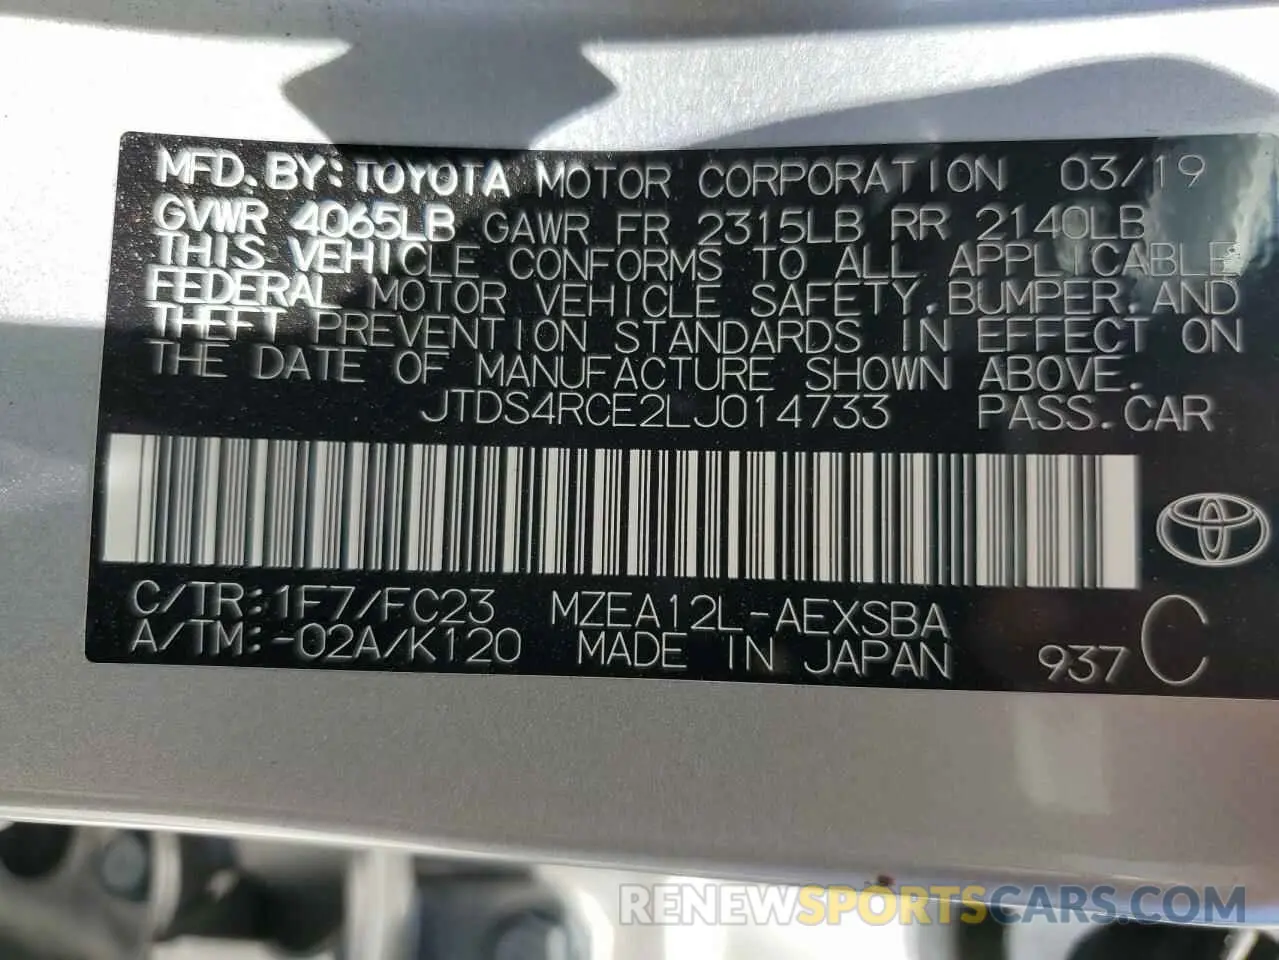 MFD. BY: TOYOTA MOTOR CORPORATION 03/19
GVWR 4065LB GAWR FR 2315LB RR 2140LB
THIS VEHICLE CONFORMS TO ALL APPLICABLE
FEDERAL MOTOR VEHICLE SAFETY, BUMPER, AND
THEFT PREVENTION STANDARDS IN EFFECT ON
THE DATE OF MANUFACTURE SHOWN ABOVE.
JTDS4RCE2LJ014733 PASS. CAR
C/TR: 1F7/FC23 MZEA12L-AEXSBA
A/TM: -02A/K120 MADE IN JAPAN 937 C
RENEWSPORTSCARS.COM